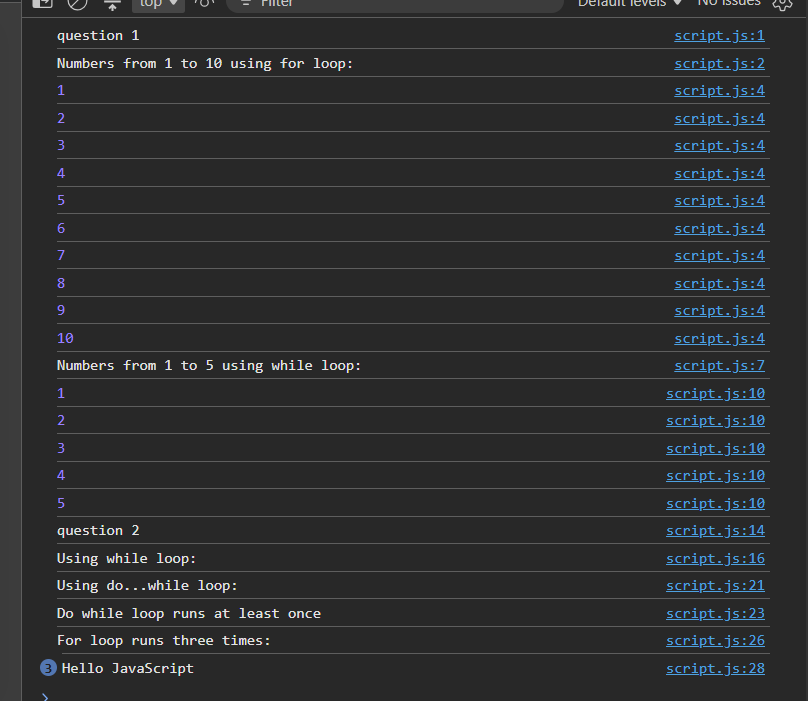 top ▼ Filter Default levels ▼ No Issues
question 1 script.js:1
Numbers from 1 to 10 using for loop: script.js:2
1 script.js:4
2 script.js:4
3 script.js:4
4 script.js:4
5 script.js:4
6 script.js:4
7 script.js:4
8 script.js:4
9 script.js:4
10 script.js:4
Numbers from 1 to 5 using while loop: script.js:7
1 script.js:10
2 script.js:10
3 script.js:10
4 script.js:10
5 script.js:10
question 2 script.js:14
Using while loop: script.js:16
Using do...while loop: script.js:21
Do while loop runs at least once script.js:23
For loop runs three times: script.js:26
3 Hello JavaScript script.js:28